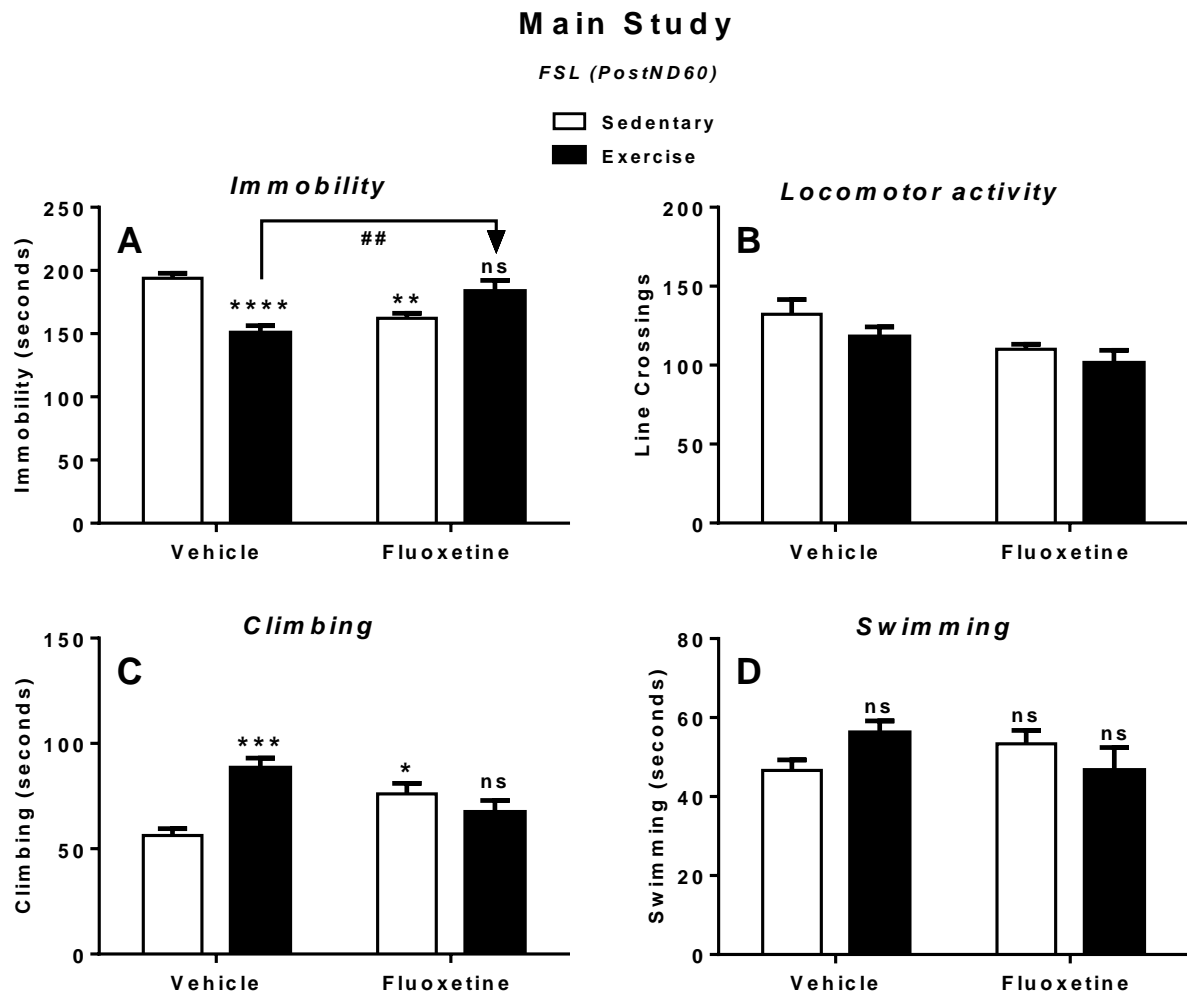 Main Study
FSL (PostND60)
Sedentary
Exercise
Immobility
A
Immobility (seconds)
250
200
150
100
50
0
****
##
**
ns
Vehicle
Fluoxetine
Locomotor activity
B
Line Crossings
200
150
100
50
0
Vehicle
Fluoxetine
Climbing
C
Climbing (seconds)
150
100
50
0
***
*
ns
Vehicle
Fluoxetine
Swimming
D
Swimming (seconds)
80
60
40
20
0
ns
ns
ns
Vehicle
Fluoxetine